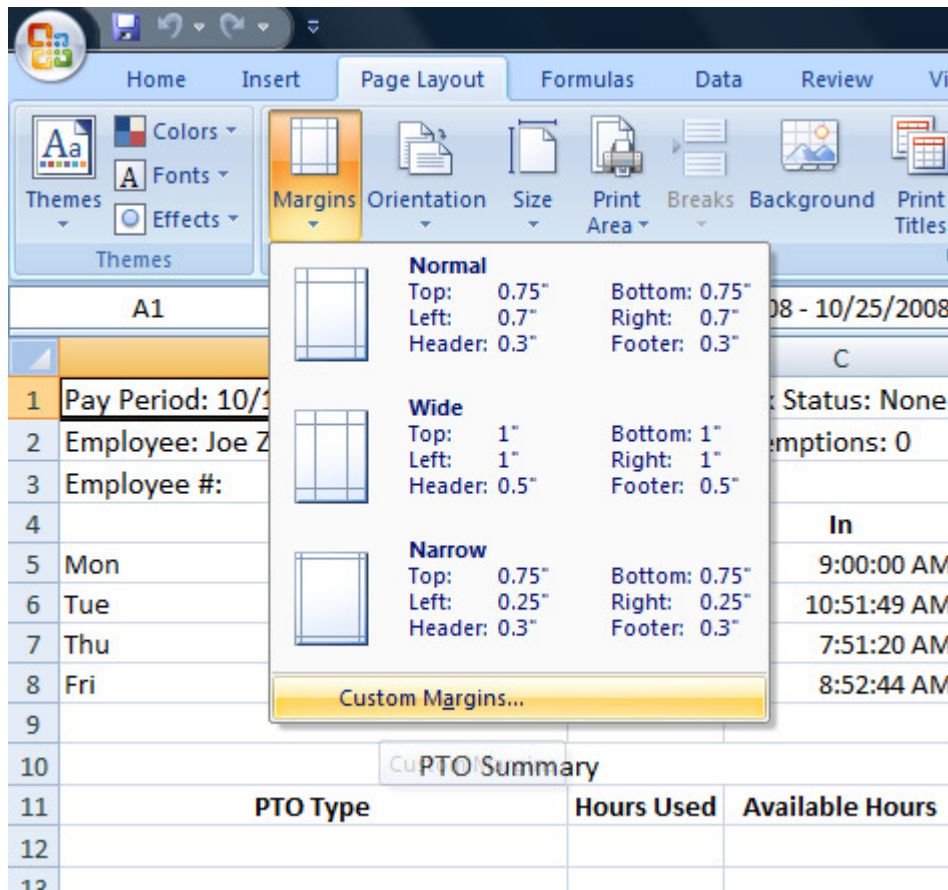 Home Insert Page Layout Formulas Data Review
Colors
Fonts
Effects
Themes Margins Orientation Size Print Area Breaks Background Print Titles
Themes
Normal
Top: 0.75" Bottom: 0.75"
Left: 0.7" Right: 0.7"
Header: 0.3" Footer: 0.3"
Wide
Top: 1" Bottom: 1"
Left: 1" Right: 1"
Header: 0.5" Footer: 0.5"
Narrow
Top: 0.75" Bottom: 0.75"
Left: 0.25" Right: 0.25"
Header: 0.3" Footer: 0.3"
Custom Margins...
A1 08 - 10/25/2008
C
1 Pay Period: 10/1 Status: None
2 Employee: Joe Z emptions: 0
3 Employee #:
4 In
5 Mon 9:00:00 AM
6 Tue 10:51:49 AM
7 Thu 7:51:20 AM
8 Fri 8:52:44 AM
9
10 PTO Summary
11 PTO Type Hours Used Available Hours
12
13